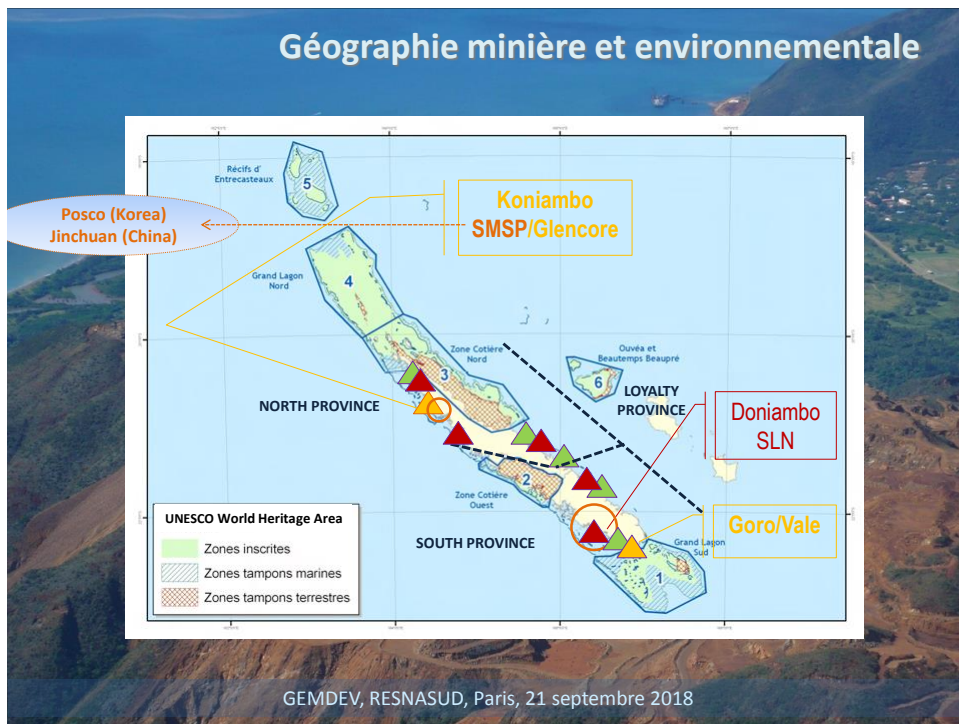 Géographie minière et environnementale
Récifs d'
Entrecasteaux
5
Koniambo
SMSP/Glencore
Posco (Korea)
Jinchuan (China)
Grand Lagon
Nord
4
Zone Cotière
Nord
3
Ouvéa et
Beautemps Beaupré
6
NORTH PROVINCE
LOYALTY
PROVINCE
Doniambo
SLN
2
Zone Cotière
Ouest
SOUTH PROVINCE
Goro/Vale
Grand Lagon
Sud
1
UNESCO World Heritage Area
Zones inscrites
Zones tampons marines
Zones tampons terrestres
GEMDEV, RESNASUD, Paris, 21 septembre 2018